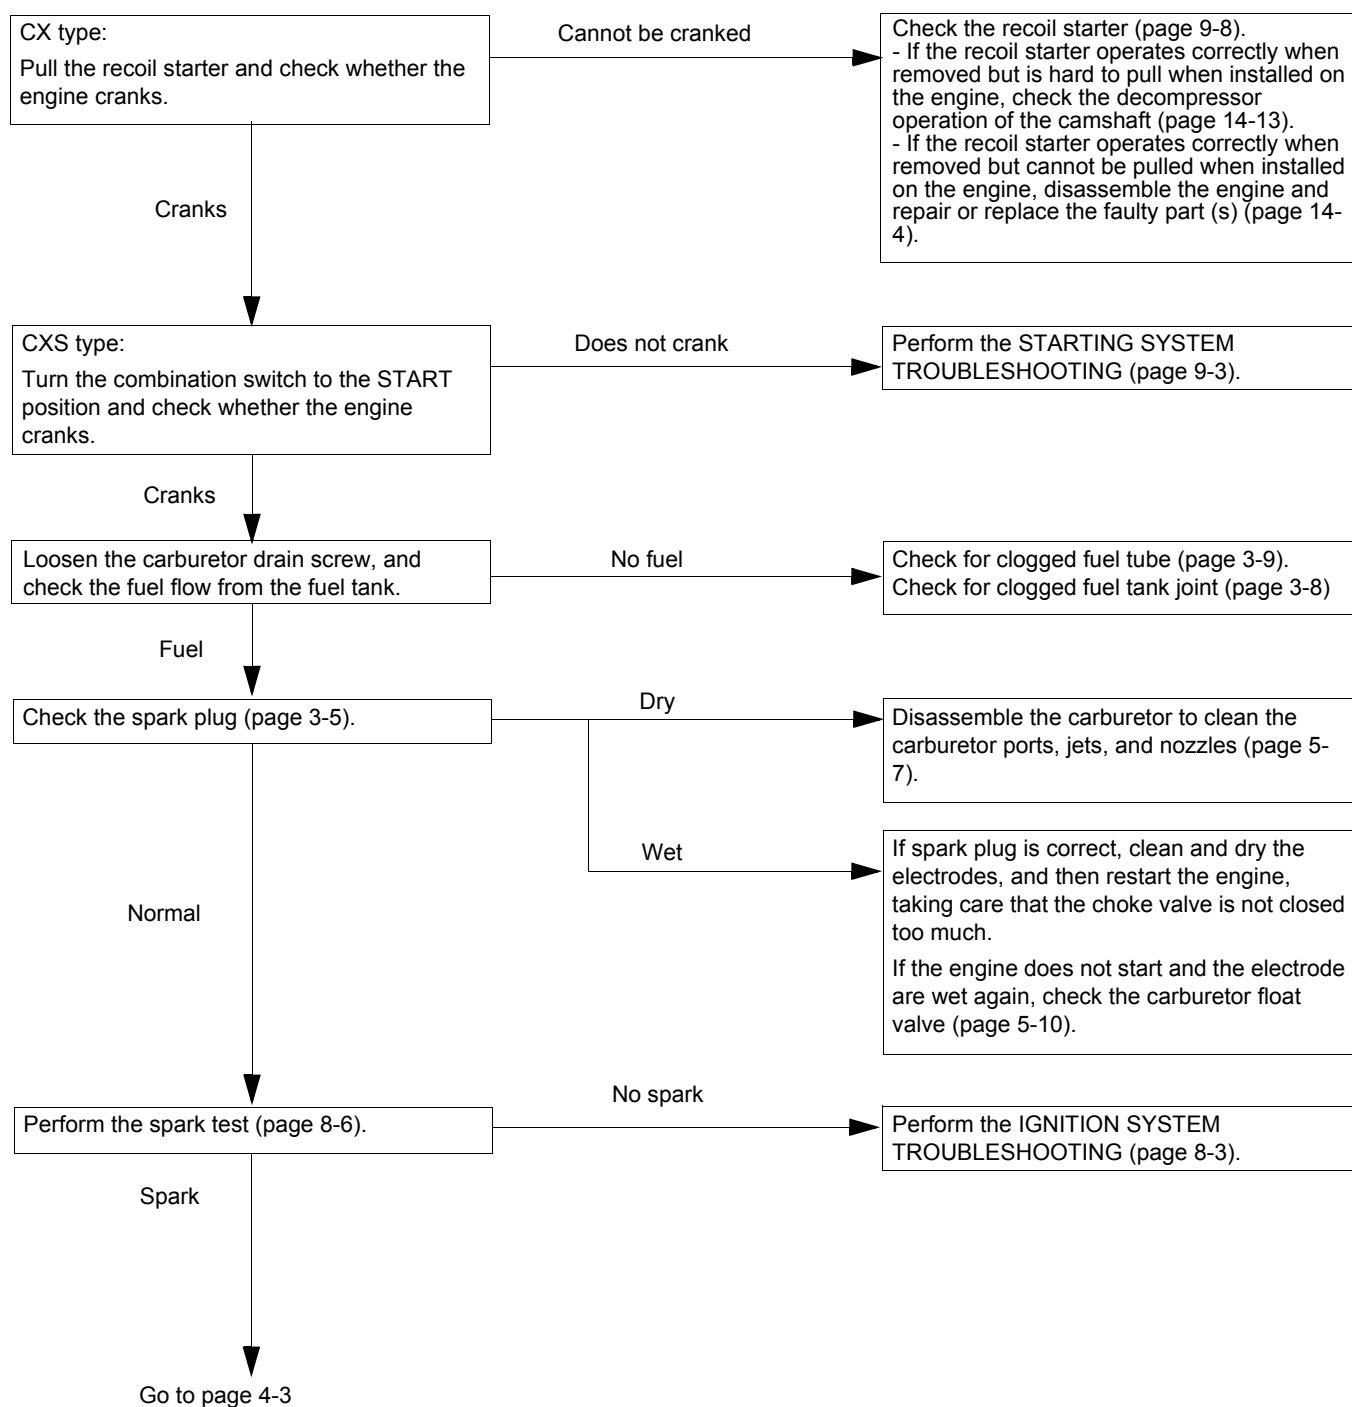 CX type:
Pull the recoil starter and check whether the
engine cranks.
Cannot be cranked
Check the recoil starter (page 9-8).
- If the recoil starter operates correctly when
removed but is hard to pull when installed on
the engine, check the decompressor
operation of the camshaft (page 14-13).
- If the recoil starter operates correctly when
removed but cannot be pulled when installed
on the engine, disassemble the engine and
repair or replace the faulty part (s) (page 14-
4).
Cranks
CXS type:
Turn the combination switch to the START
position and check whether the engine
cranks.
Does not crank
Perform the STARTING SYSTEM
TROUBLESHOOTING (page 9-3).
Cranks
Loosen the carburetor drain screw, and
check the fuel flow from the fuel tank.
No fuel
Check for clogged fuel tube (page 3-9).
Check for clogged fuel tank joint (page 3-8)
Fuel
Check the spark plug (page 3-5).
Dry
Disassemble the carburetor to clean the
carburetor ports, jets, and nozzles (page 5-
7).
Wet
If spark plug is correct, clean and dry the
electrodes, and then restart the engine,
taking care that the choke valve is not closed
too much.
If the engine does not start and the electrode
are wet again, check the carburetor float
valve (page 5-10).
Normal
Perform the spark test (page 8-6).
No spark
Perform the IGNITION SYSTEM
TROUBLESHOOTING (page 8-3).
Spark
Go to page 4-3